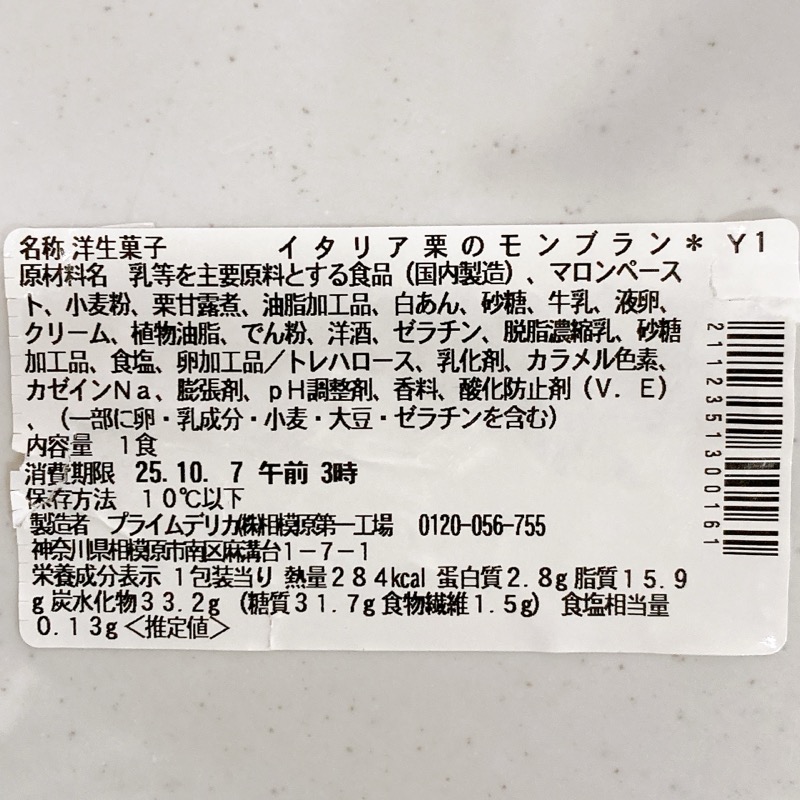 名称 洋生菓子 イタリア栗のモンブラン＊ Y1
原材料名 乳等を主要原料とする食品（国内製造）、マロンペース
ト、小麦粉、栗甘露煮、油脂加工品、白あん、砂糖、牛乳、液卵、
クリーム、植物油脂、でん粉、洋酒、ゼラチン、脱脂濃縮乳、砂糖
加工品、食塩、卵加工品／トレハロース、乳化剤、カラメル色素、
カゼインＮａ、膨張剤、ｐＨ調整剤、香料、酸化防止剤（Ｖ．Ｅ）
、（一部に卵・乳成分・小麦・大豆・ゼラチンを含む）
内容量 １食
消費期限 25.10. 7 午前 3時
保存方法 １０℃以下
製造者 プライムデリカ㈱相模原第一工場 0120-056-755
神奈川県相模原市南区麻溝台１－７－１
栄養成分表示 １包装当り 熱量２８４kcal 蛋白質２.８g 脂質１５.９
g 炭水化物３３.２g （糖質３１.７g 食物繊維１.５g） 食塩相当量
０.１３g＜推定値＞
2112351300161